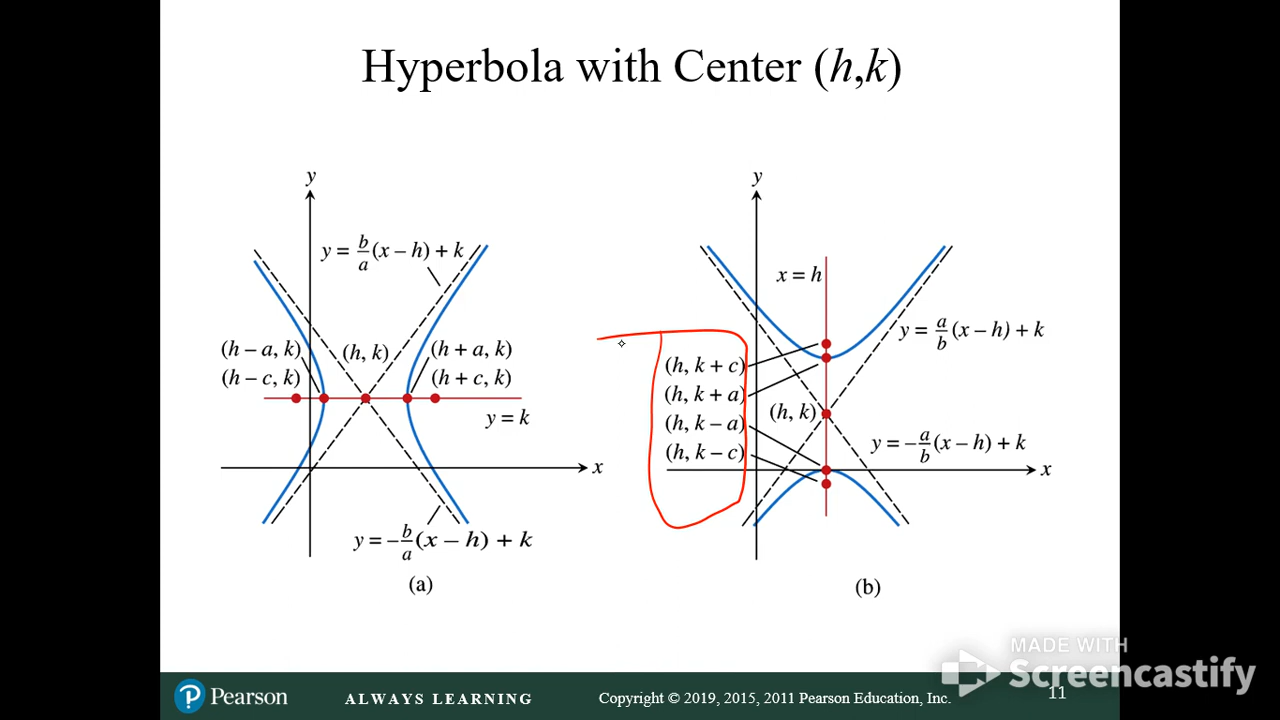 Hyperbola with Center (h,k)
y
y = b/a (x – h) + k
(h – a, k)
(h, k)
(h + a, k)
(h – c, k)
(h + c, k)
y = k
x
y = –b/a (x – h) + k
(a)
y
x = h
y = a/b (x – h) + k
(h, k + c)
(h, k + a)
(h, k – a)
(h, k – c)
(h, k)
y = –a/b (x – h) + k
x
(b)
MADE WITH
Screencastify
P Pearson
ALWAYS LEARNING
Copyright © 2019, 2015, 2011 Pearson Education, Inc.
11